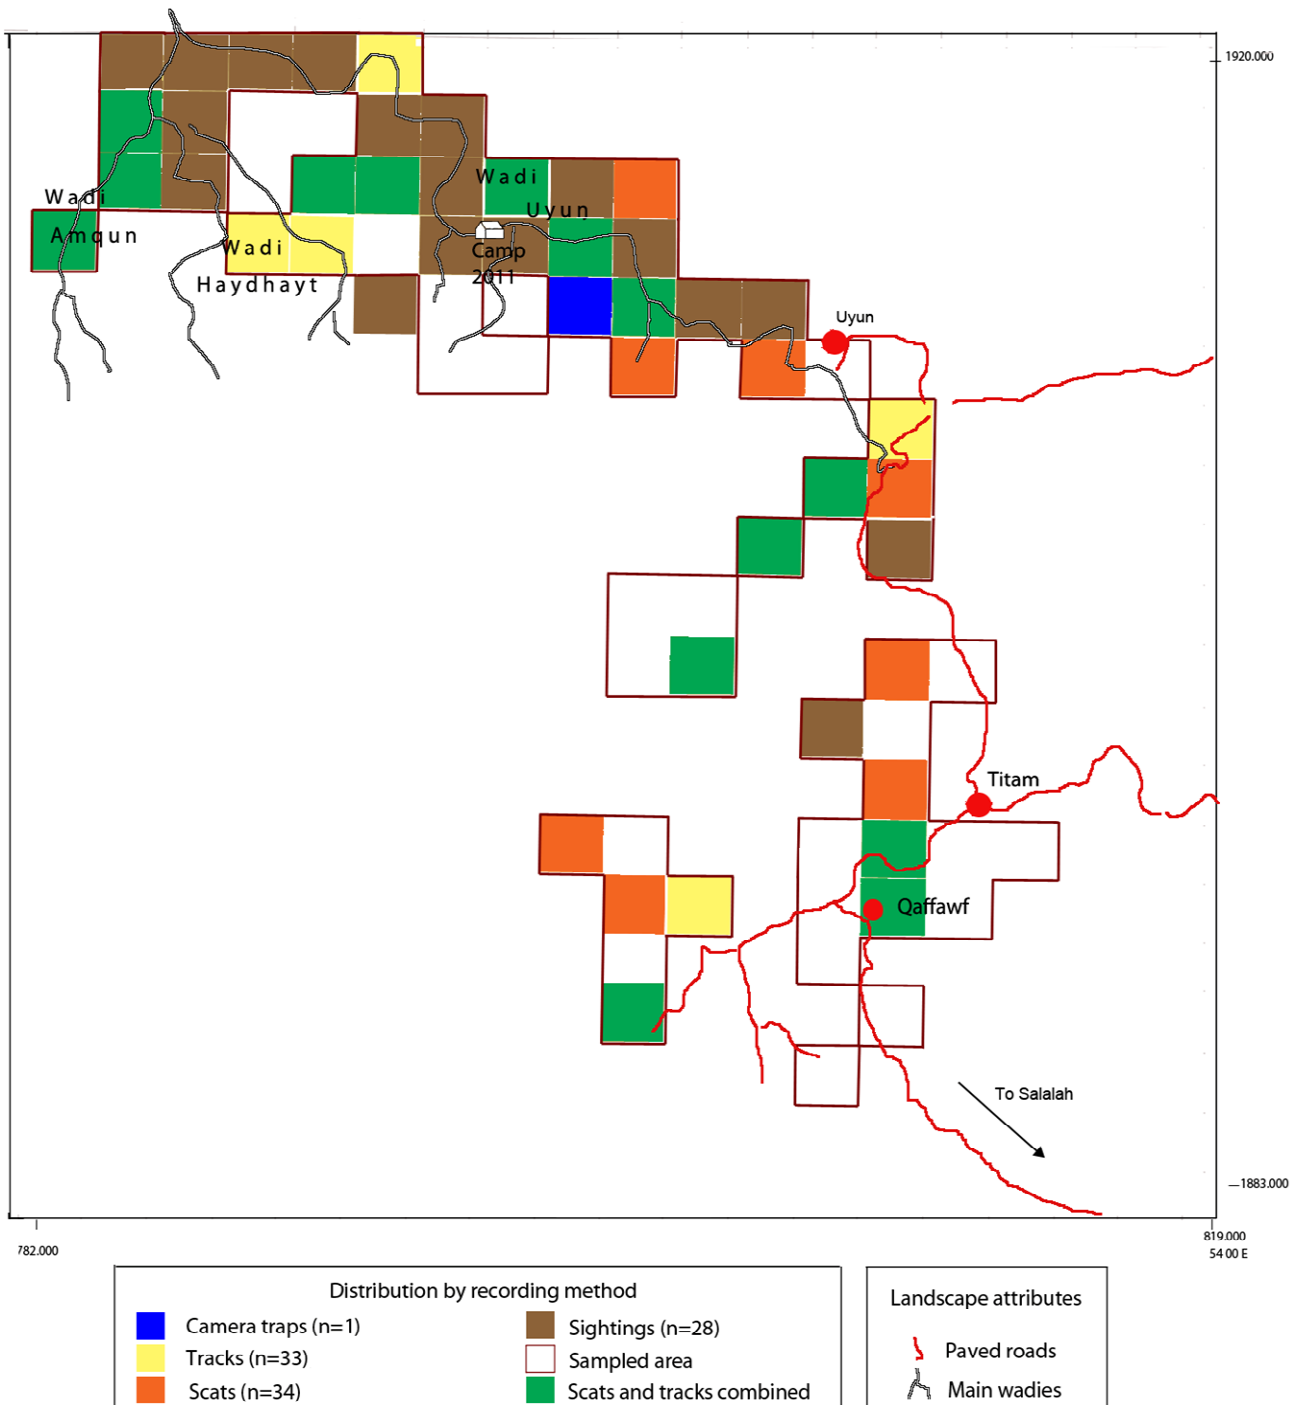 1920.000
Wadi
Uyun
Wadi
Amqun
Wadi
Haydhayt
Camp
2011
Uyun
Titam
Qaffawf
To Salalah
1883.000
782.000
819.000
54 00 E
Distribution by recording method
Camera traps (n=1)
Tracks (n=33)
Scats (n=34)
Sightings (n=28)
Sampled area
Scats and tracks combined
Landscape attributes
Paved roads
Main wadies